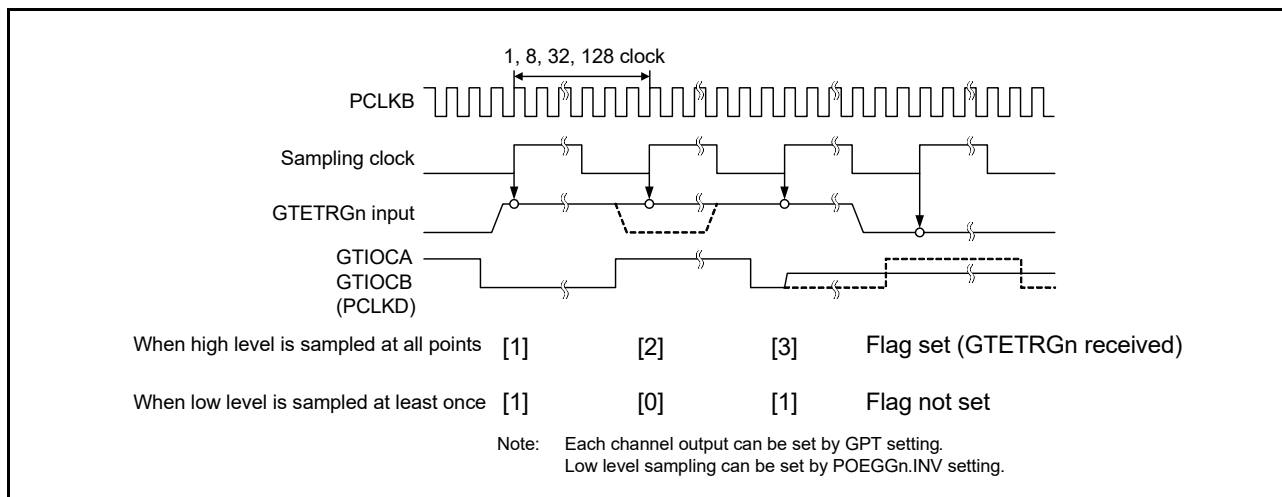 1, 8, 32, 128 clock
PCLKB
Sampling clock
GTETRGn input
GTIOCA
GTIOCB
(PCLKD)
When high level is sampled at all points [1] [2] [3] Flag set (GTETRGn received)
When low level is sampled at least once [1] [0] [1] Flag not set
Note: Each channel output can be set by GPT setting.
Low level sampling can be set by POEGGn.INV setting.